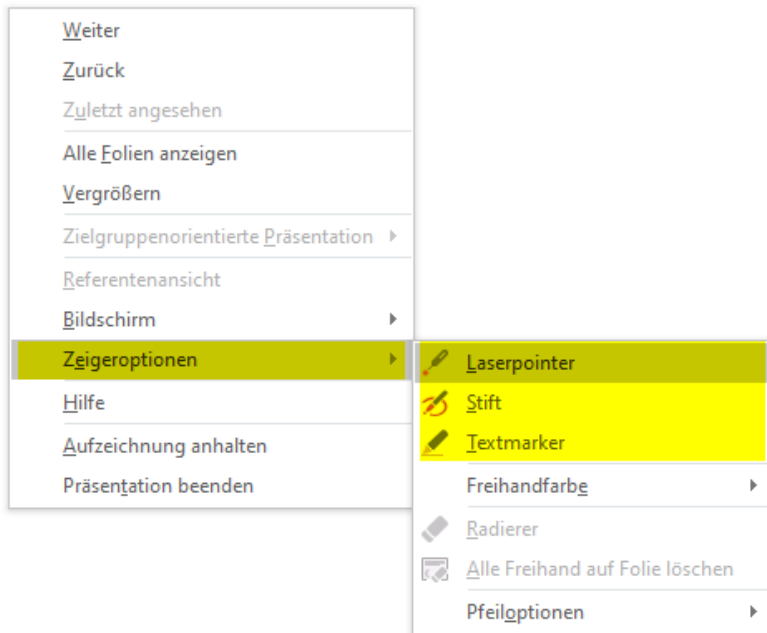 Weiter
Zurück
Zuletzt angesehen
Alle Folien anzeigen
Vergrößern
Zielgruppenorientierte Präsentation
Referentenansicht
Bildschirm
Zeigeroptionen
Hilfe
Aufzeichnung anhalten
Präsentation beenden
Laserpointer
Stift
Textmarker
Freihandfarbe
Radierer
Alle Freihand auf Folie löschen
Pfeiloptionen